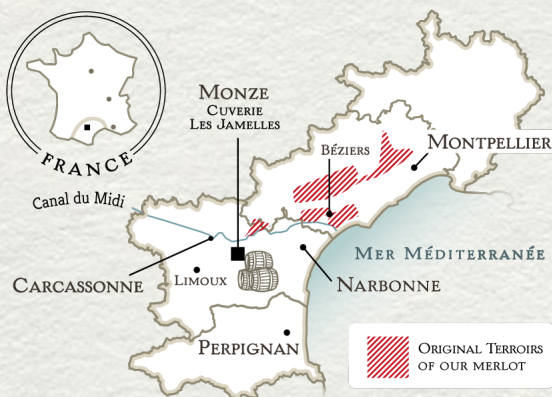 FRANCE
MONZE
CUVERIE
LES JAMELLES
BÉZIERS
MONTPELLIER
Canal du Midi
MER MÉDITERRANÉE
CARCASSONNE
LIMOUX
NARBONNE
PERPIGNAN
ORIGINAL TERROIRS
OF OUR MERLOT